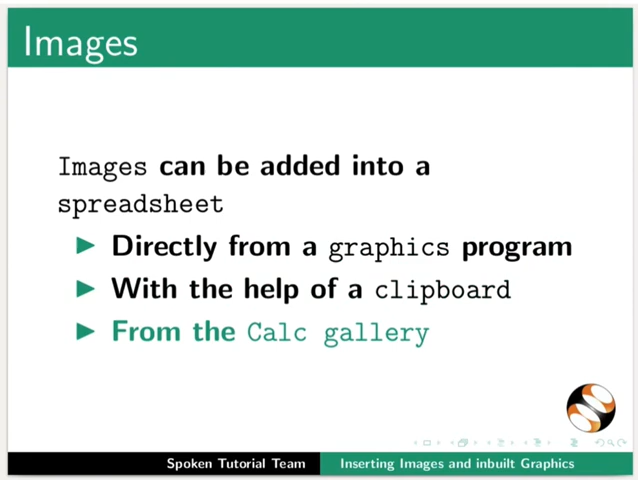 Images
Images can be added into a
spreadsheet
Directly from a graphics program
With the help of a clipboard
From the Calc gallery
Spoken Tutorial Team Inserting Images and inbuilt Graphics